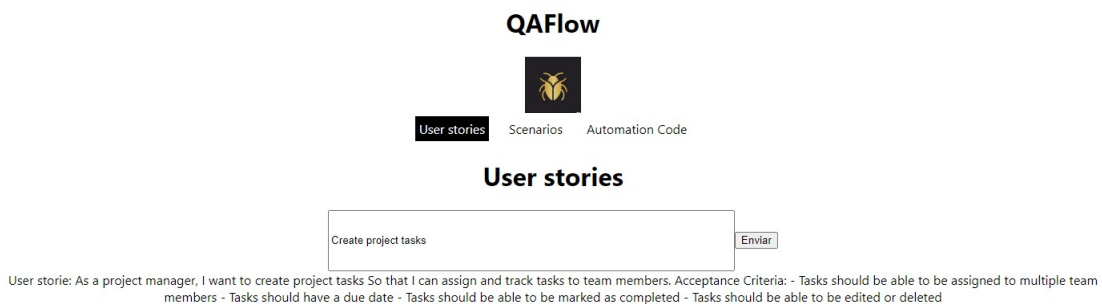 QAFlow
User stories Scenarios Automation Code
User stories
Create project tasks Enviar
User storie: As a project manager, I want to create project tasks So that I can assign and track tasks to team members. Acceptance Criteria: - Tasks should be able to be assigned to multiple team
members - Tasks should have a due date - Tasks should be able to be marked as completed - Tasks should be able to be edited or deleted